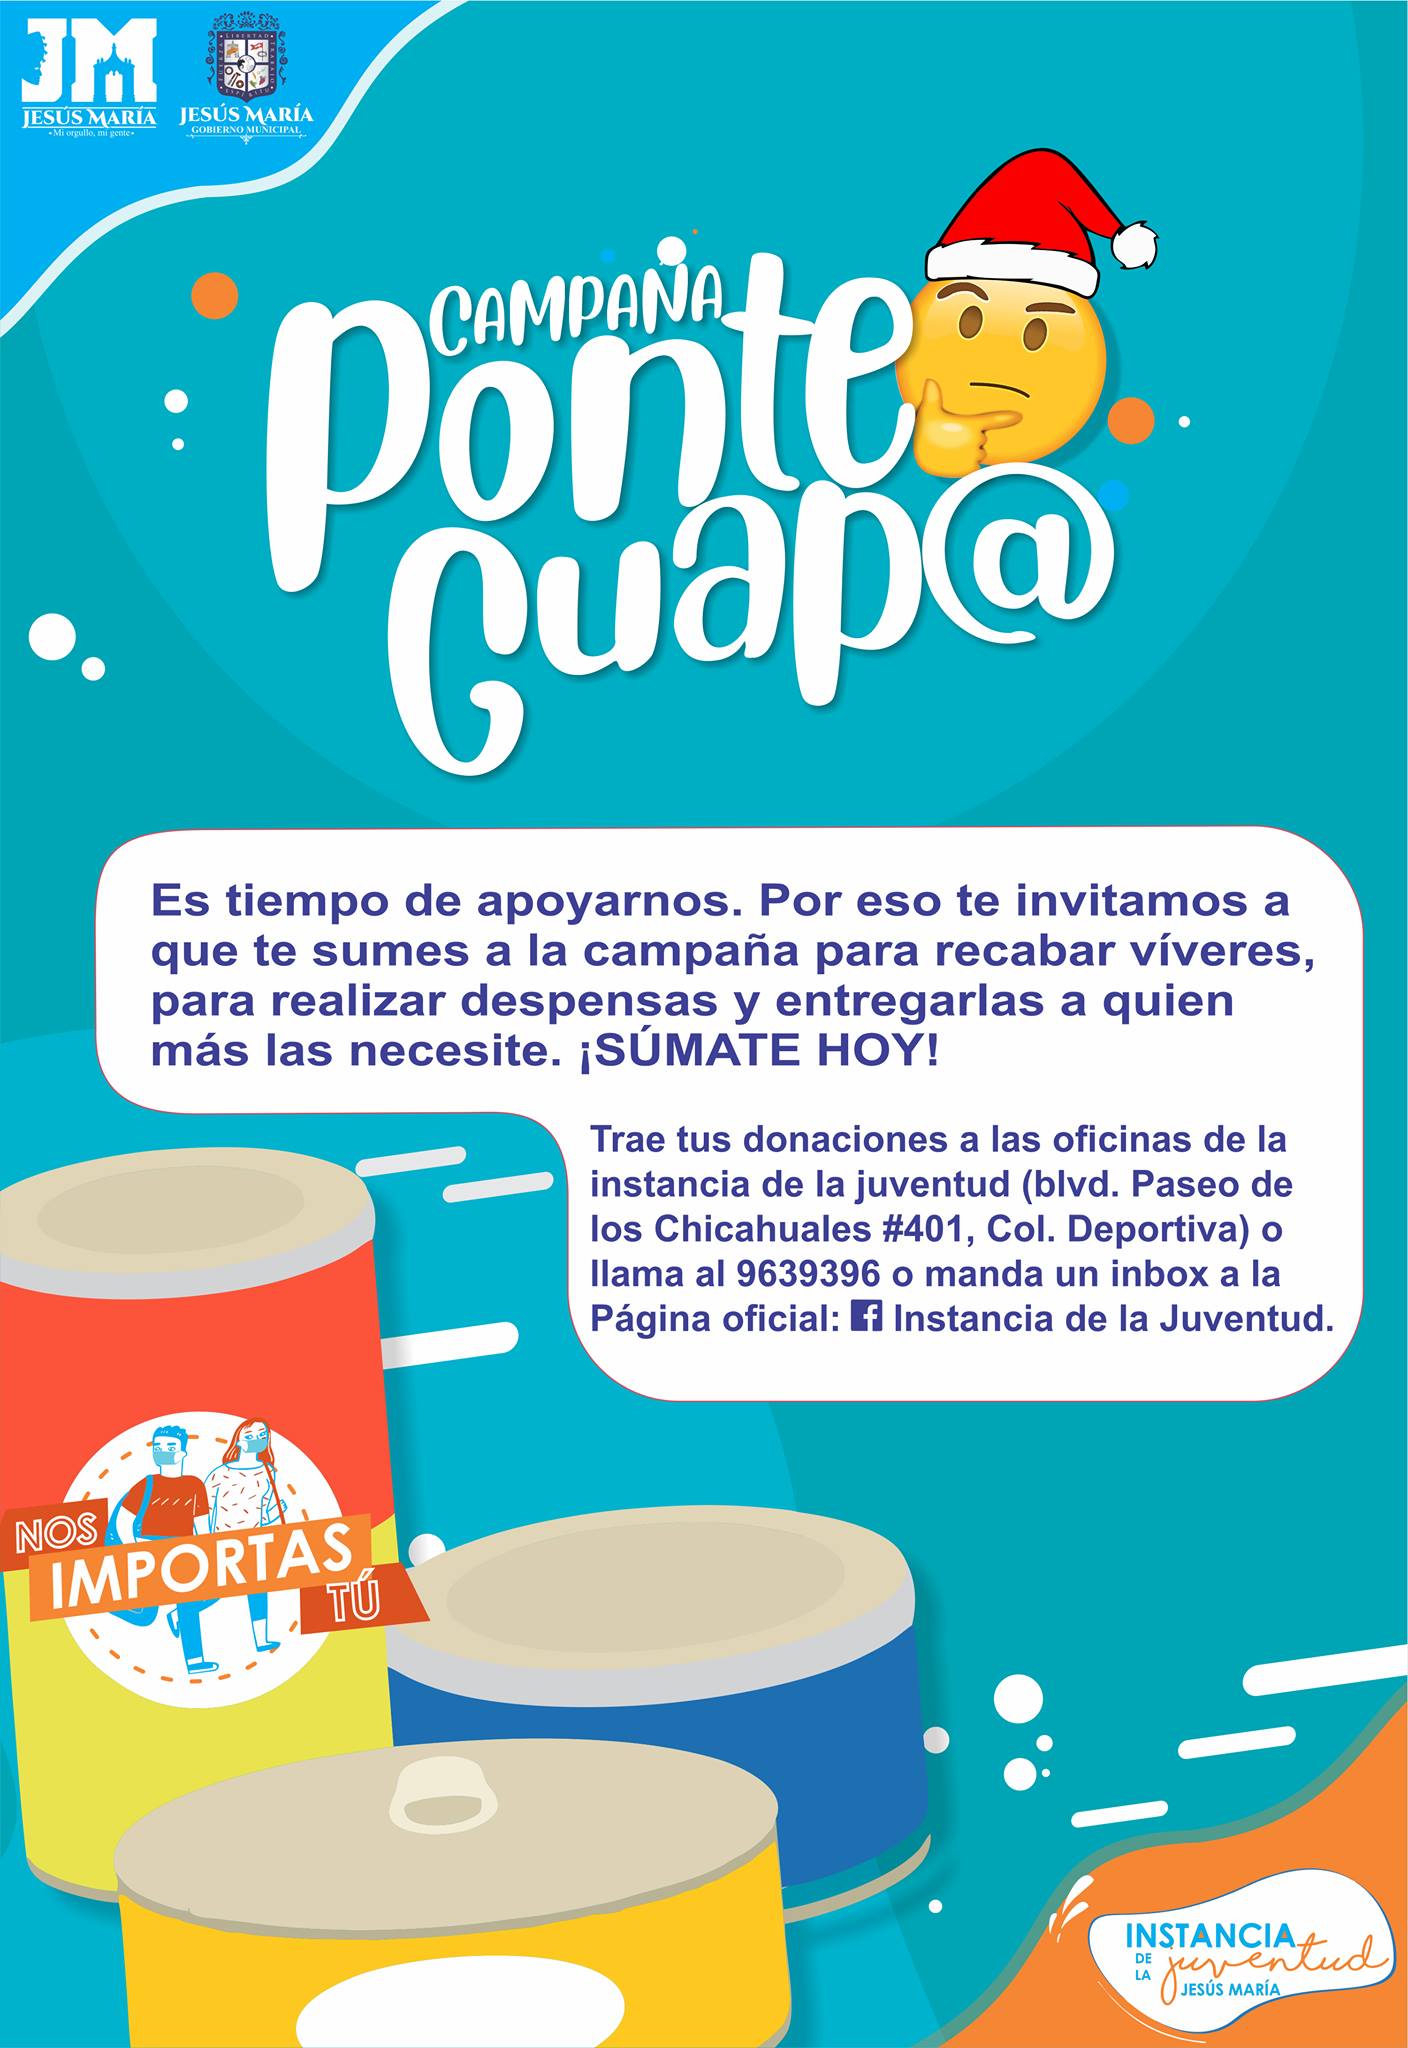 JM
JESÚS MARÍA
• Mi orgullo, mi gente •
LIBERTAD
FUERZA
TRABAJO
ESPÍRITU
JESÚS MARÍA
GOBIERNO MUNICIPAL
CAMPAÑA
Ponte
Guap@
Es tiempo de apoyarnos. Por eso te invitamos a
que te sumes a la campaña para recabar víveres,
para realizar despensas y entregarlas a quien
más las necesite. ¡SÚMATE HOY!
Trae tus donaciones a las oficinas de la
instancia de la juventud (blvd. Paseo de
los Chicahuales #401, Col. Deportiva) o
llama al 9639396 o manda un inbox a la
Página oficial: f Instancia de la Juventud.
NOS
IMPORTAS
TÚ
INSTANCIA
DE LA juventud
JESÚS MARÍA